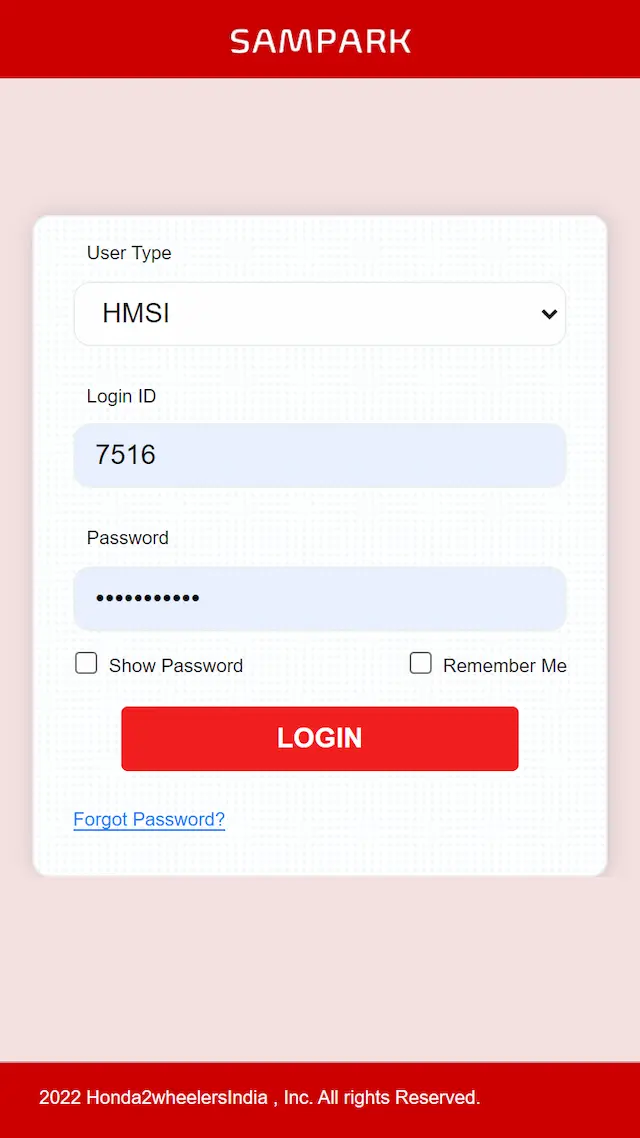 SAMPARK
User Type
HMSI
Login ID
7516
Password
•••••••••••
Show Password Remember Me
LOGIN
Forgot Password?
2022 Honda2wheelersIndia , Inc. All rights Reserved.